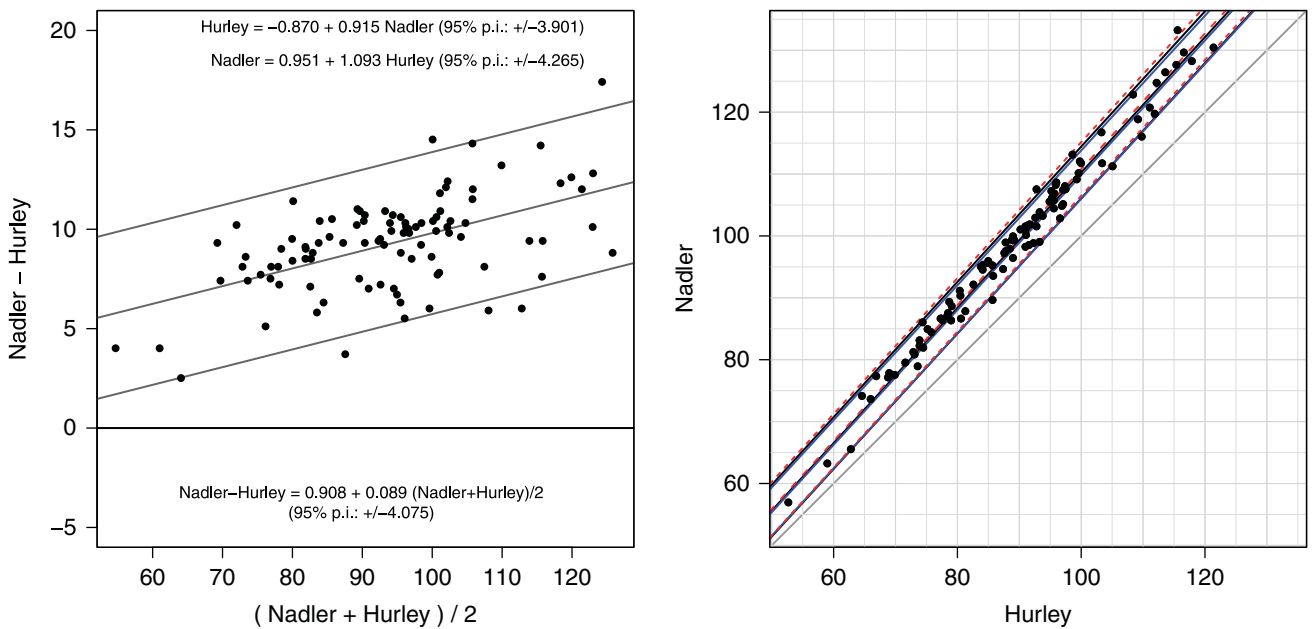 Hurley = −0.870 + 0.915 Nadler (95% p.i.: +/−3.901)
Nadler = 0.951 + 1.093 Hurley (95% p.i.: +/−4.265)
20
15
10
5
0
−5
Nadler − Hurley
Nadler−Hurley = 0.908 + 0.089 (Nadler+Hurley)/2
(95% p.i.: +/−4.075)
60 80 90 100 110 120
( Nadler + Hurley ) / 2
120
100
80
60
Nadler
60 80 100 120
Hurley